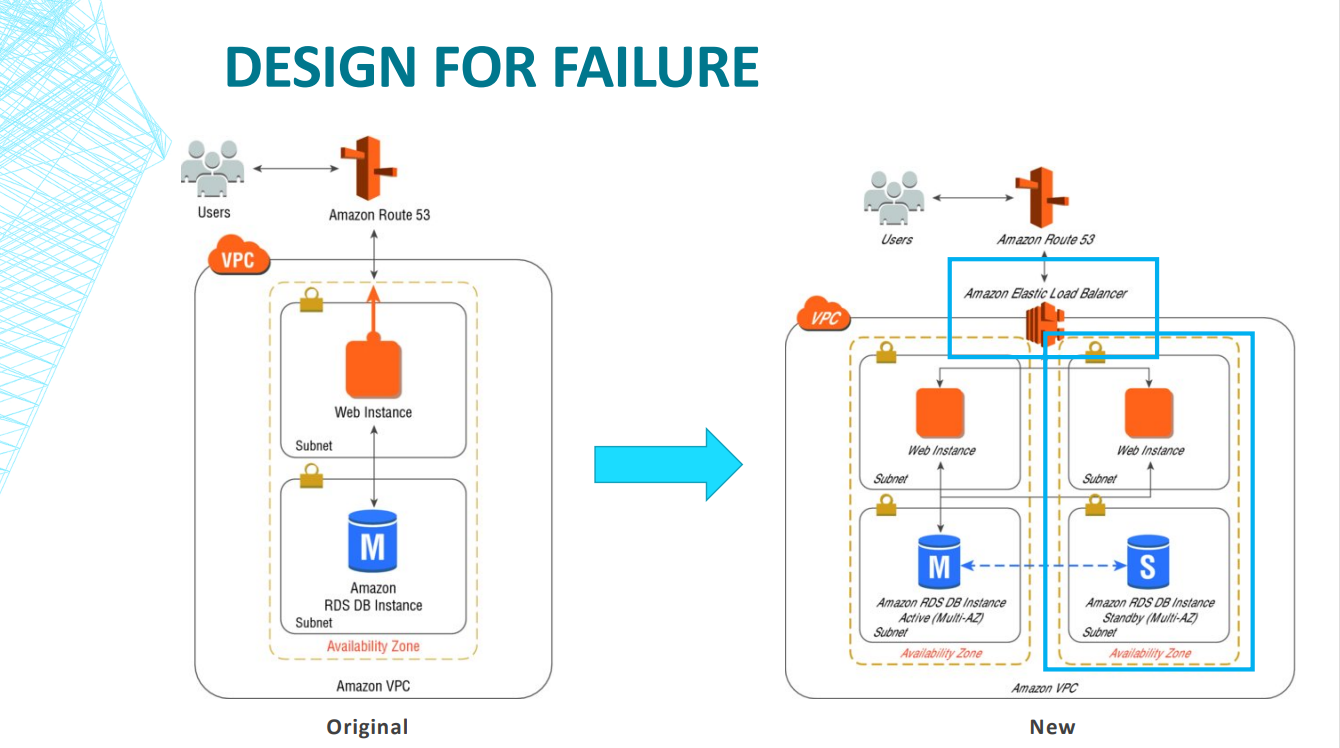 DESIGN FOR FAILURE
Users
Amazon Route 53
VPC
Web Instance
Subnet
M
Amazon
RDS DB Instance
Subnet
Availability Zone
Amazon VPC
Original
Users
Amazon Route 53
Amazon Elastic Load Balancer
VPC
Web Instance
Subnet
Web Instance
Subnet
M
Amazon RDS DB Instance
Active (Multi-AZ)
Subnet
Availability Zone
S
Amazon RDS DB Instance
Standby (Multi-AZ)
Subnet
Availability Zone
Amazon VPC
New